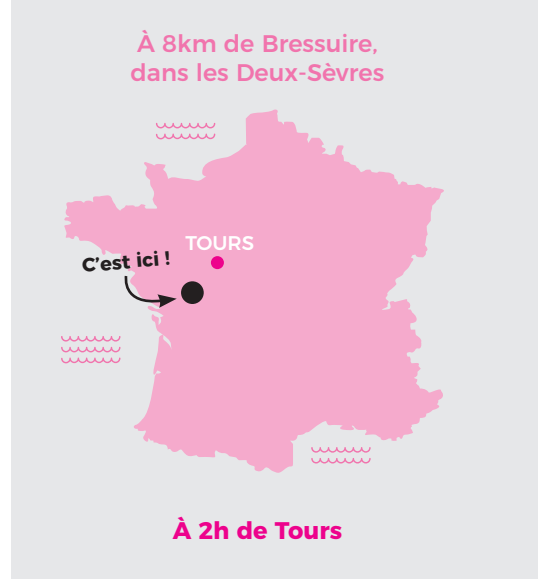 À 8km de Bressuire,
dans les Deux-Sèvres
TOURS
C’est ici !
À 2h de Tours